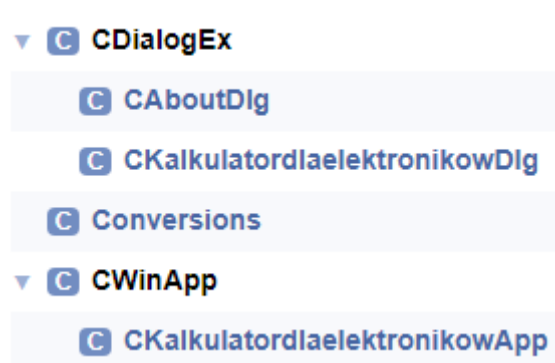 C CDialogEx
C CAboutDlg
C CKalkulatordlaelektronikowDlg
C Conversions
C CWinApp
C CKalkulatordlaelektronikowApp